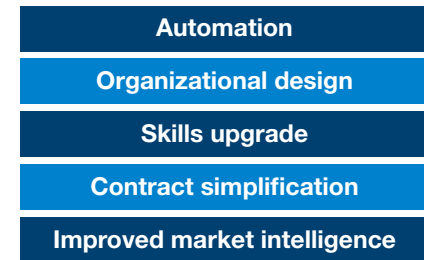 Automation
Organizational design
Skills upgrade
Contract simplification
Improved market intelligence